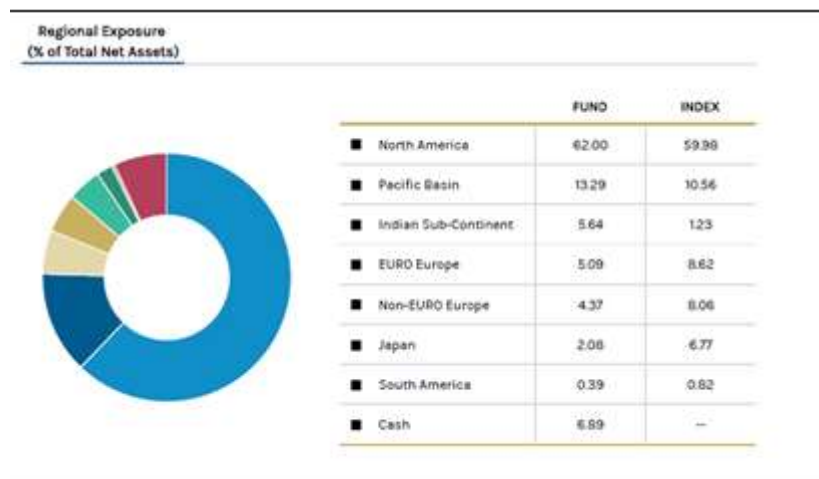 Regional Exposure
(% of Total Net Assets)
FUND INDEX
North America 62.00 59.98
Pacific Basin 13.29 10.56
Indian Sub-Continent 5.64 1.23
EURO Europe 5.09 8.62
Non-EURO Europe 4.37 8.06
Japan 2.08 6.77
South America 0.39 0.82
Cash 6.89 —